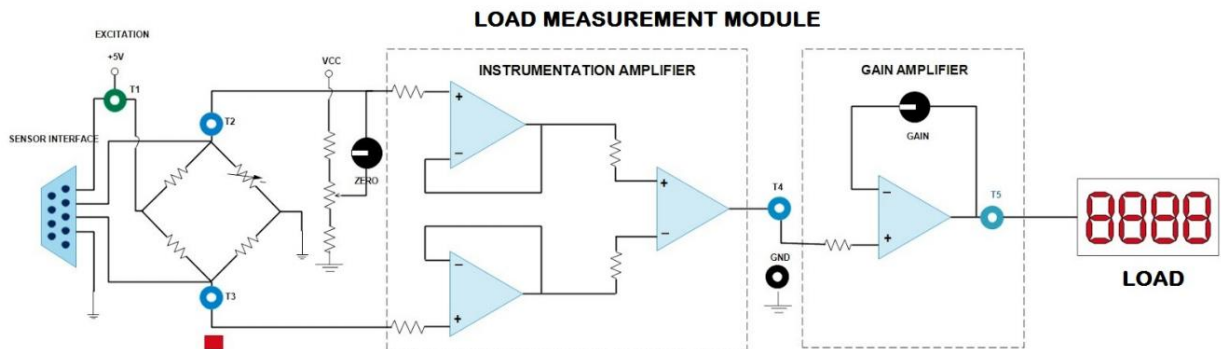 LOAD MEASUREMENT MODULE
EXCITATION
+5V
T1
SENSOR INTERFACE
T2
VCC
ZERO
INSTRUMENTATION AMPLIFIER
+
−
−
+
+
−
T4
GND
GAIN AMPLIFIER
GAIN
−
+
T5
8888
LOAD
T3